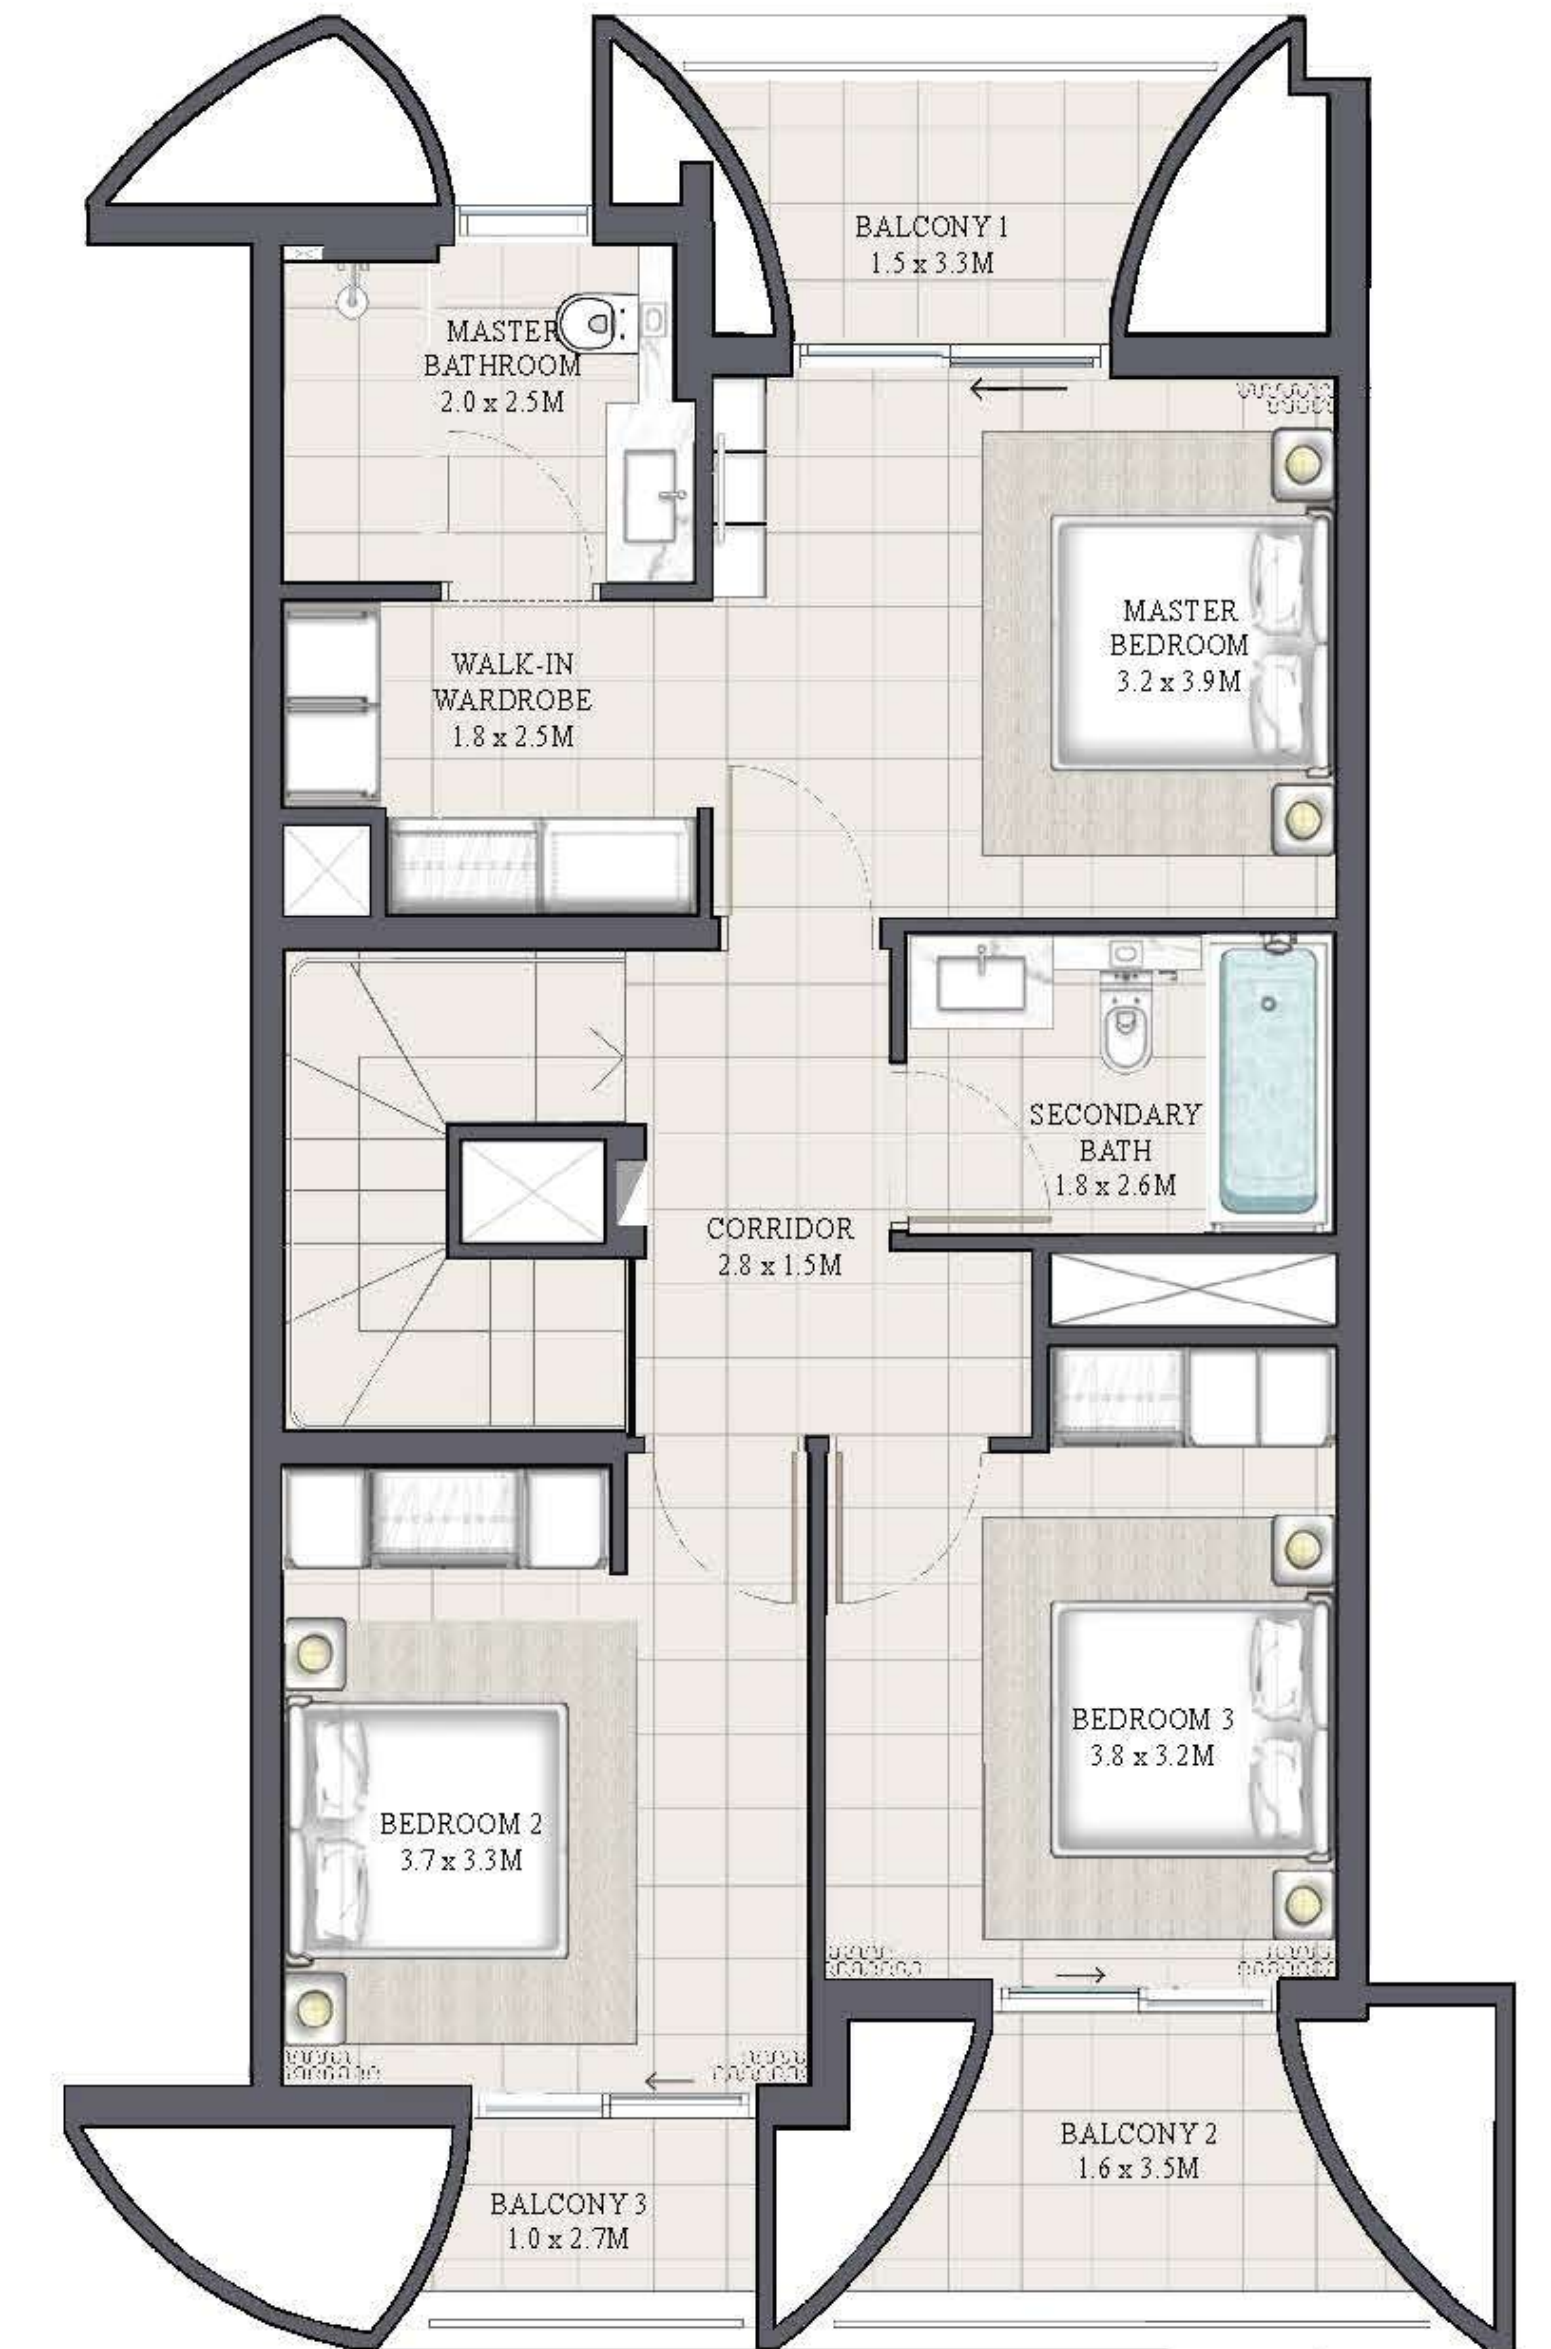 BALCONY 1
1.5 x 3.3M
MASTER
BATHROOM
2.0 x 2.5M
MASTER
BEDROOM
3.2 x 3.9M
WALK-IN
WARDROBE
1.8 x 2.5M
SECONDARY
BATH
1.8 x 2.6M
CORRIDOR
2.8 x 1.5M
BEDROOM 3
3.8 x 3.2M
BEDROOM 2
3.7 x 3.3M
BALCONY 2
1.6 x 3.5M
BALCONY 3
1.0 x 2.7M